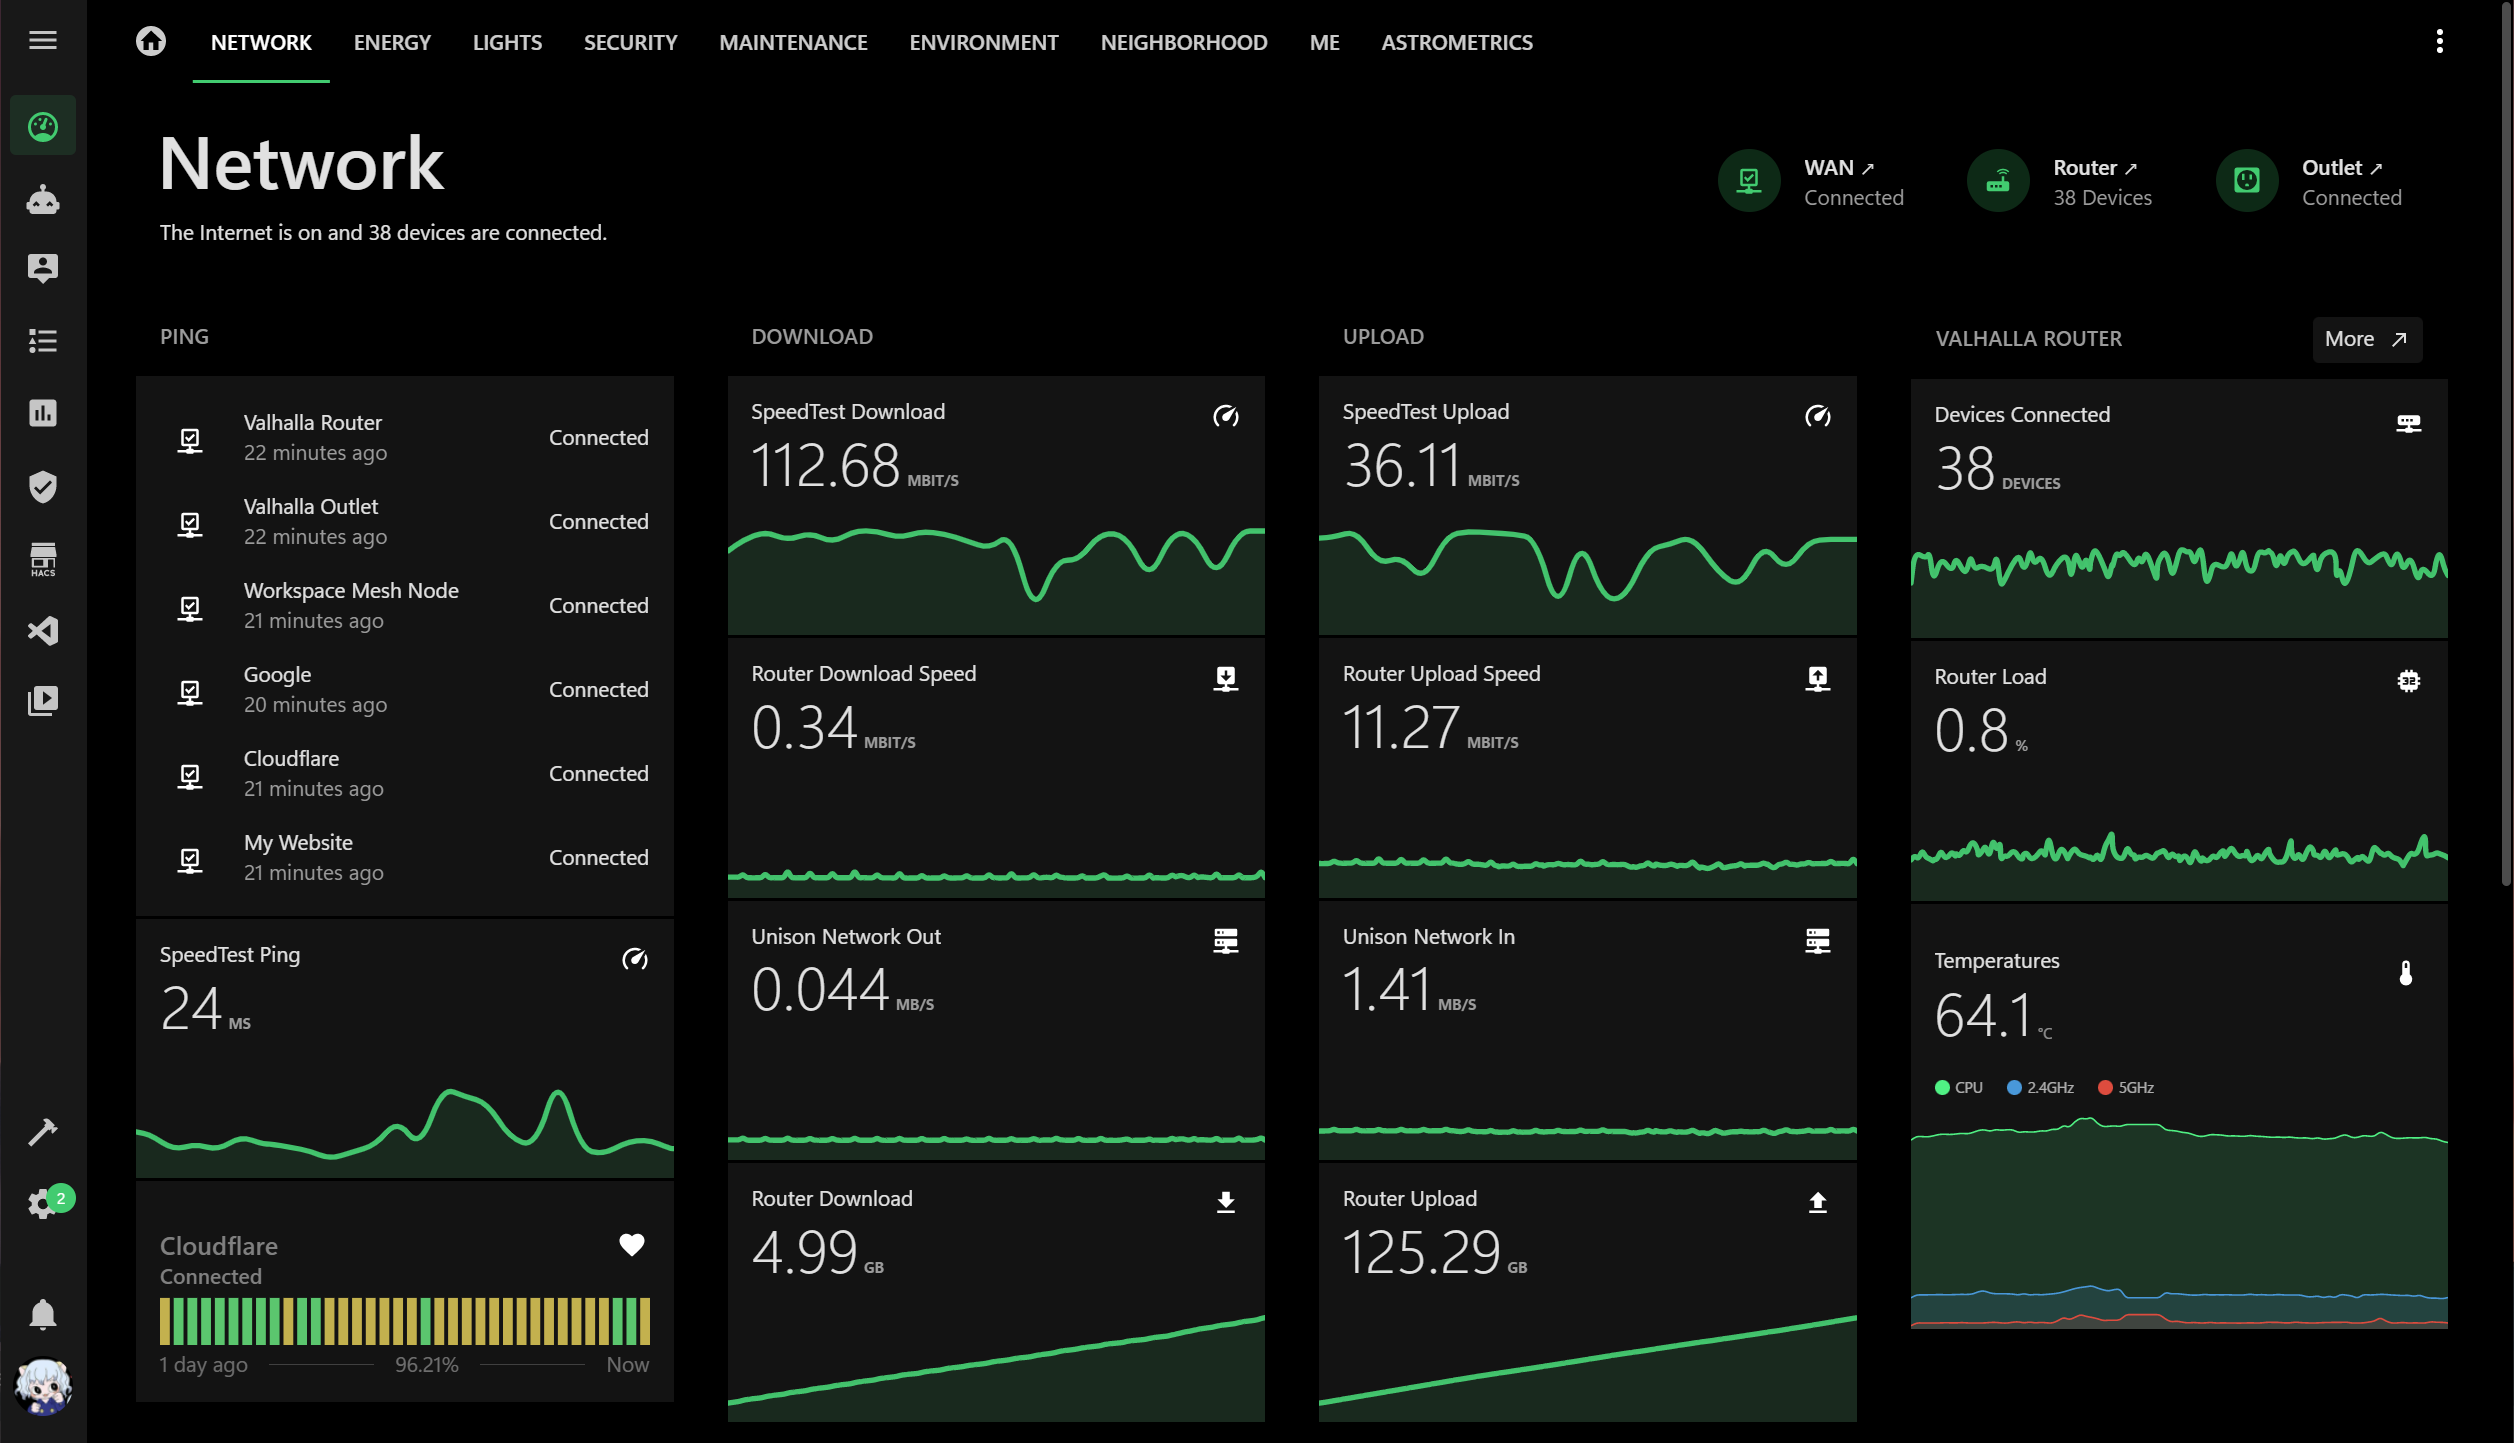 NETWORK ENERGY LIGHTS SECURITY MAINTENANCE ENVIRONMENT NEIGHBORHOOD ME ASTROMETRICS
HACS
2
Network
The Internet is on and 38 devices are connected.
WAN ↗
Connected
Router ↗
38 Devices
Outlet ↗
Connected
PING
Valhalla Router
22 minutes ago
Connected
Valhalla Outlet
22 minutes ago
Connected
Workspace Mesh Node
21 minutes ago
Connected
Google
20 minutes ago
Connected
Cloudflare
21 minutes ago
Connected
My Website
21 minutes ago
Connected
SpeedTest Ping
24 MS
Cloudflare
Connected
1 day ago 96.21% Now
DOWNLOAD
SpeedTest Download
112.68 MBIT/S
Router Download Speed
0.34 MBIT/S
Unison Network Out
0.044 MB/S
Router Download
4.99 GB
UPLOAD
SpeedTest Upload
36.11 MBIT/S
Router Upload Speed
11.27 MBIT/S
Unison Network In
1.41 MB/S
Router Upload
125.29 GB
VALHALLA ROUTER
More ↗
Devices Connected
38 DEVICES
Router Load
32
0.8 %
Temperatures
64.1 °C
CPU 2.4GHz 5GHz